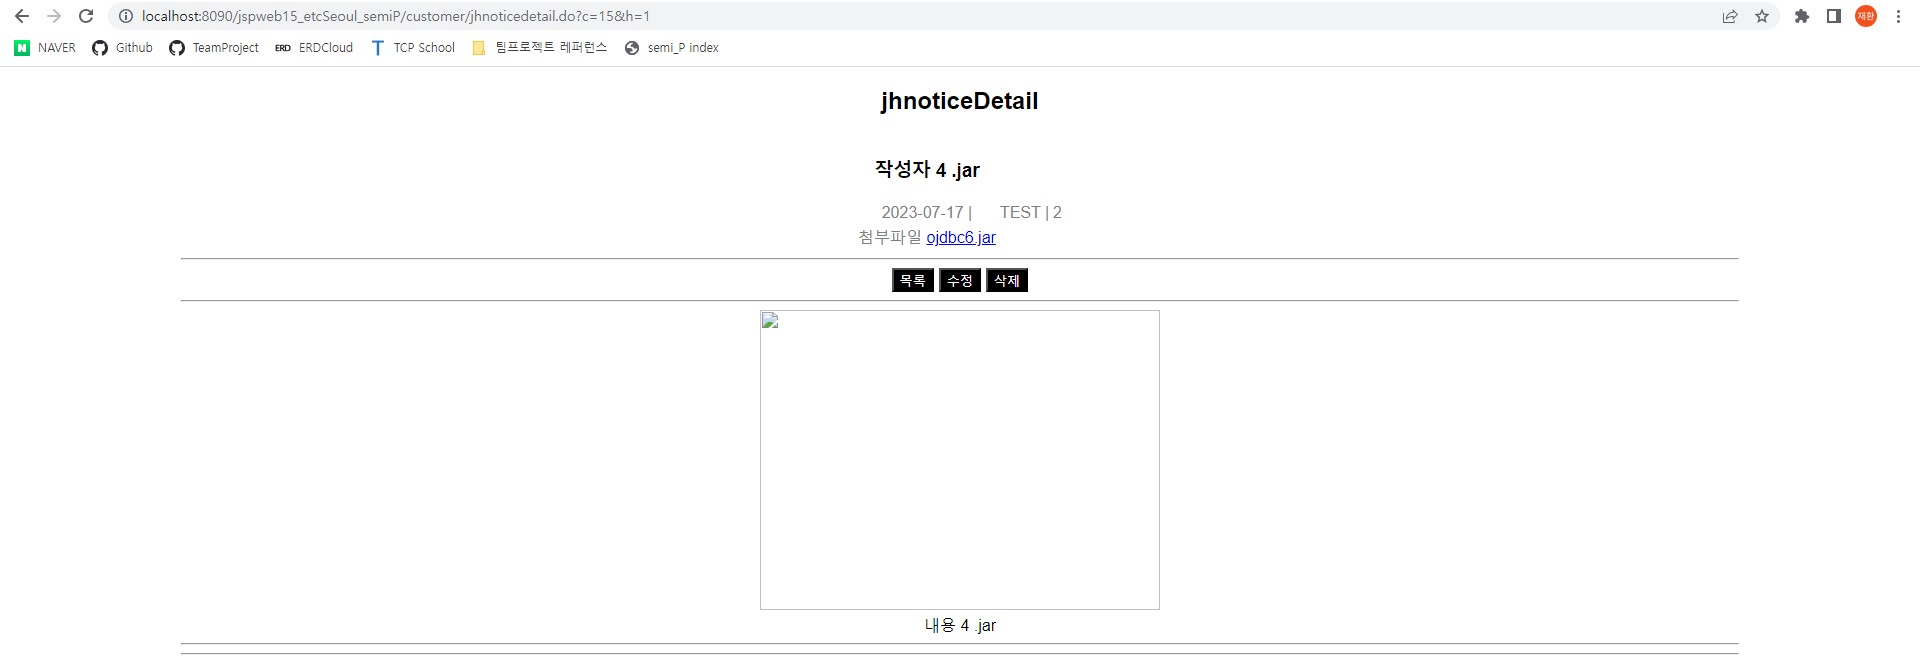 localhost:8090/jspweb15_etcSeoul_semiP/customer/jhnoticedetail.do?c=15&h=1
재환
N NAVER Github TeamProject ERD ERDCloud T TCP School 팀프로젝트 레퍼런스 semi_P index
jhnoticeDetail
작성자 4 .jar
2023-07-17 | TEST | 2
첨부파일 ojdbc6.jar
목록 수정 삭제
내용 4 .jar